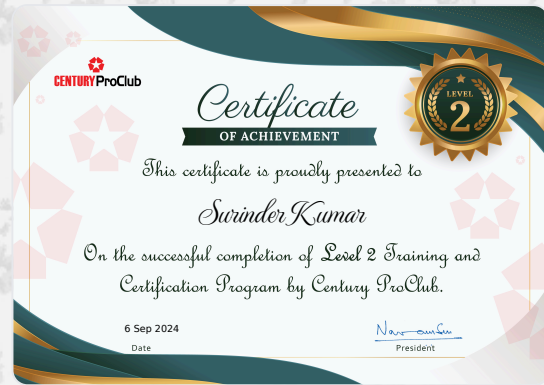 CENTURY ProClub
LEVEL
2
Certificate
OF ACHIEVEMENT
This certificate is proudly presented to
Surinder Kumar
On the successful completion of Level 2 Training and
Certification Program by Century ProClub.
6 Sep 2024
Date
President